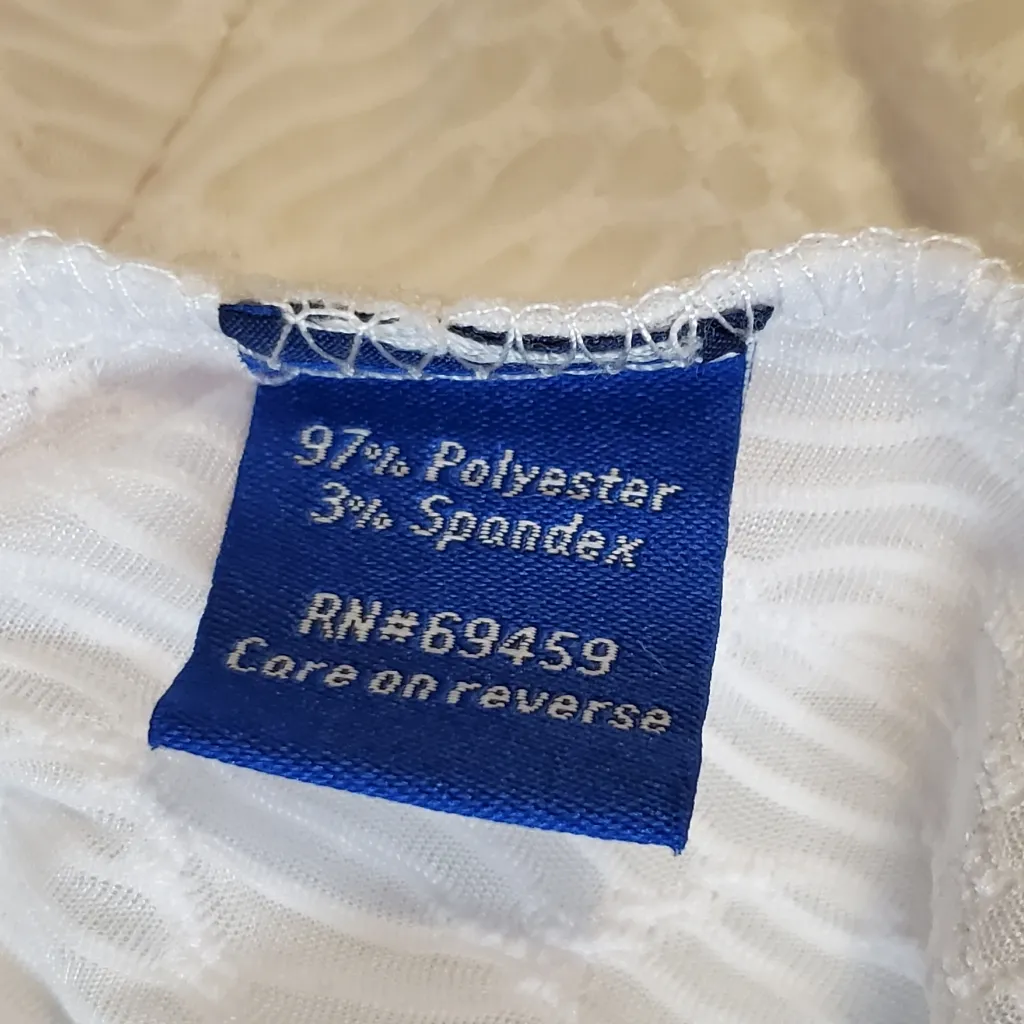 97% Polyester
3% Spandex
RN#69459
Care on reverse